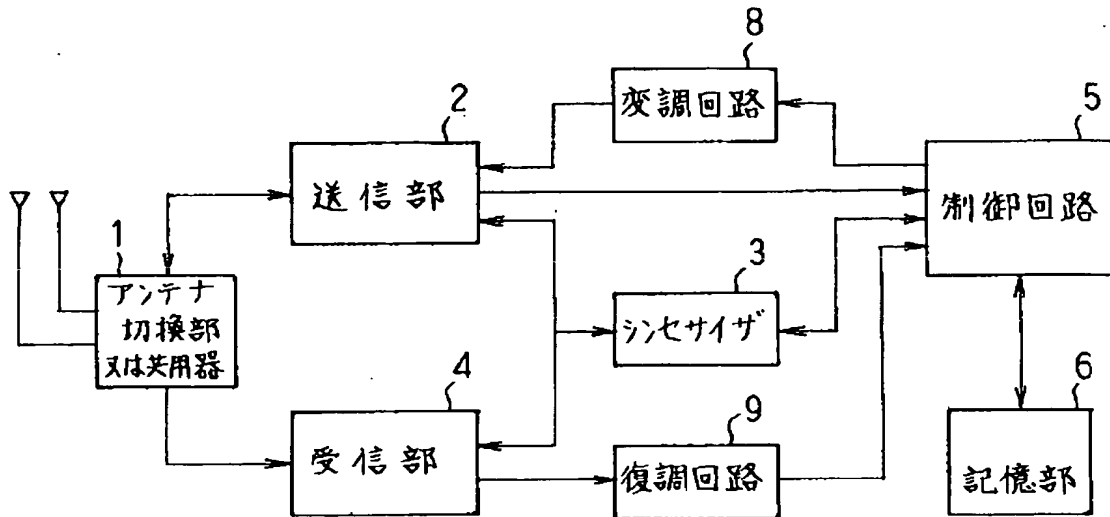 8
変調回路
2
送信部
5
制御回路
1
アンテナ
切換部
又は共用器
3
シンセサイザ
4
受信部
9
復調回路
6
記憶部